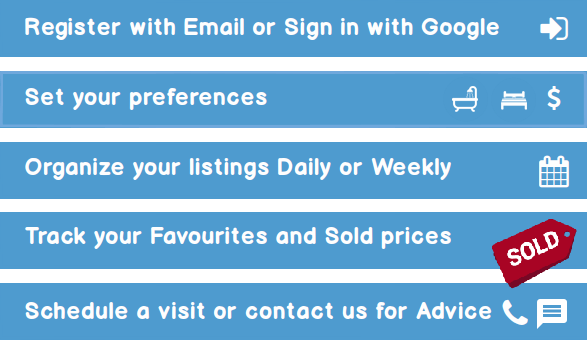 Register with Email or Sign in with Google
Set your preferences $
Organize your listings Daily or Weekly
Track your Favourites and Sold prices
SOLD
Schedule a visit or contact us for Advice